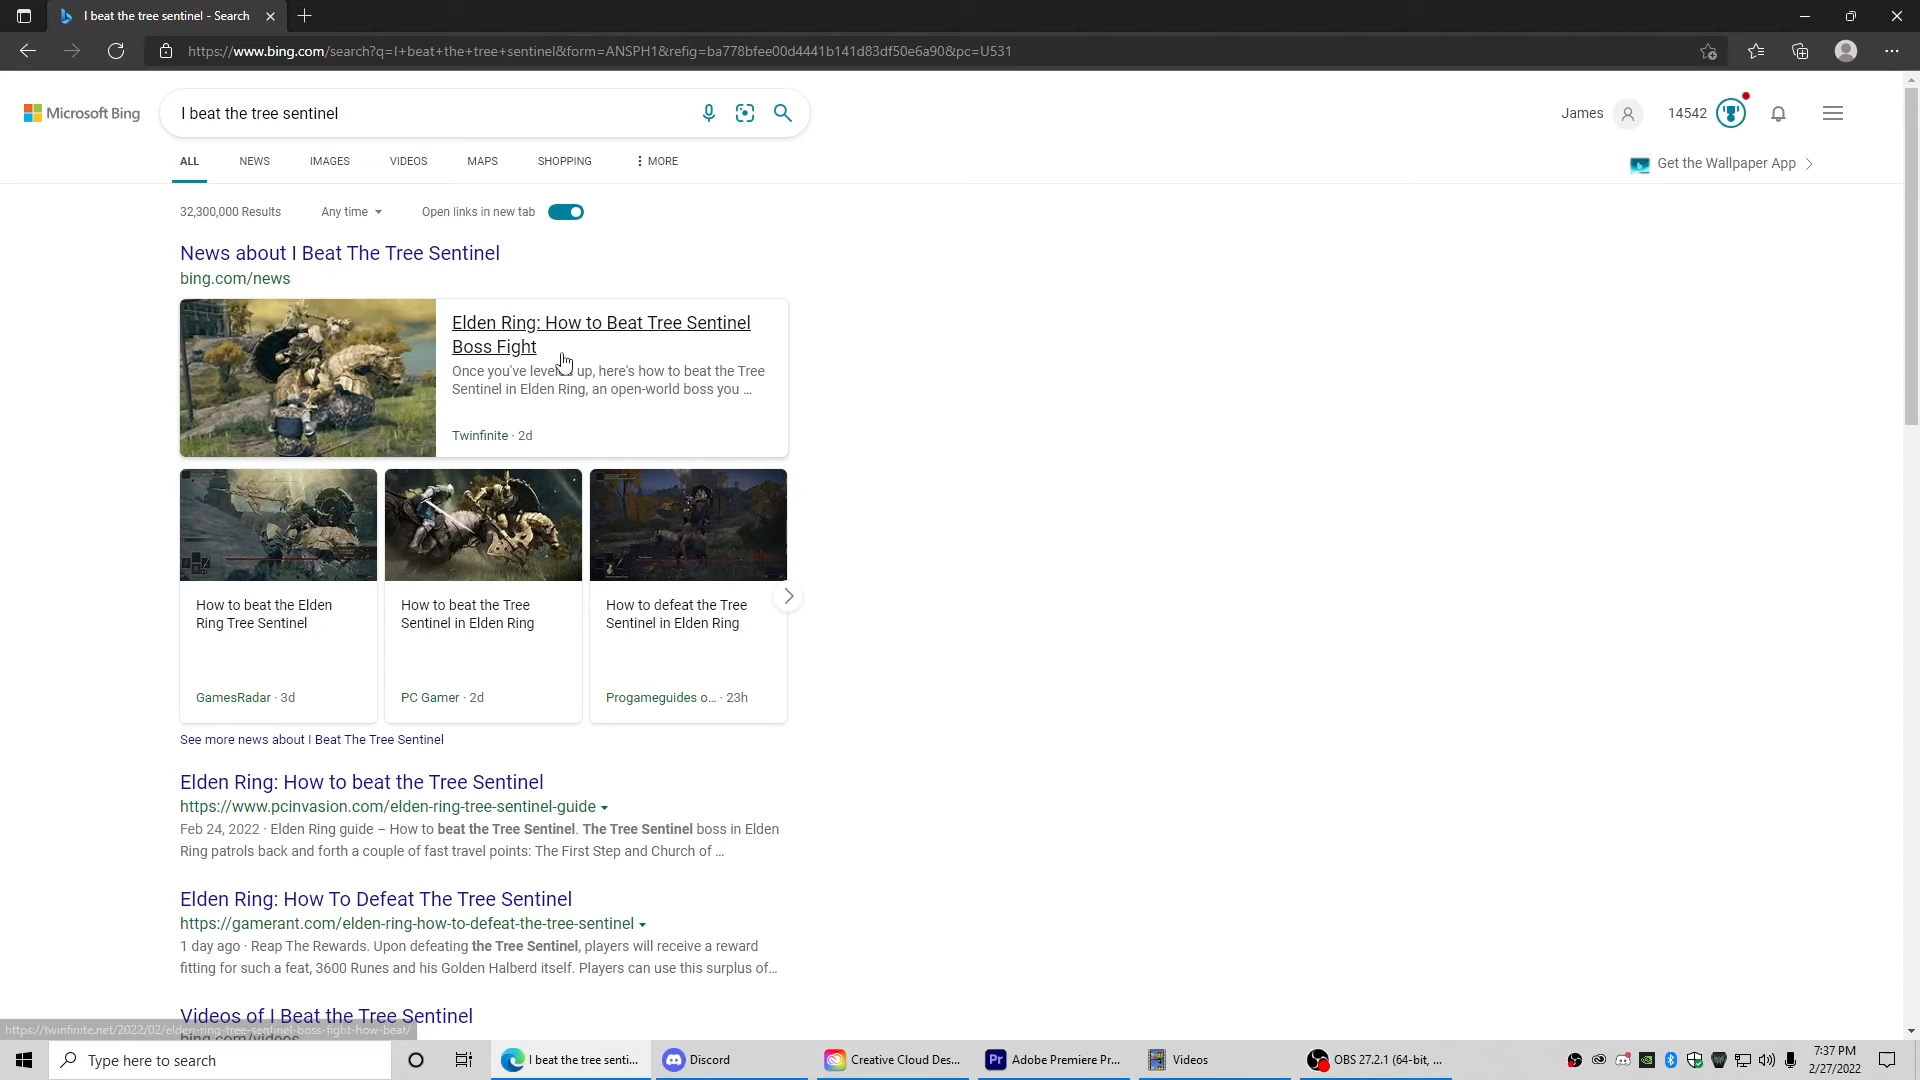 I beat the tree sentinel - Search
https://www.bing.com/search?q=I+beat+the+tree+sentinel&form=ANSPH1&refig=ba778bfee00d4441b141d83df50e6a90&pc=U531
Microsoft Bing
I beat the tree sentinel
James
14542
ALL
NEWS
IMAGES
VIDEOS
MAPS
SHOPPING
MORE
Get the Wallpaper App
32,300,000 Results
Any time
Open links in new tab
News about I Beat The Tree Sentinel
bing.com/news
Elden Ring: How to Beat Tree Sentinel
Boss Fight
Once you've leveled up, here's how to beat the Tree
Sentinel in Elden Ring, an open-world boss you ...
Twinfinite · 2d
How to beat the Elden
Ring Tree Sentinel
GamesRadar · 3d
How to beat the Tree
Sentinel in Elden Ring
PC Gamer · 2d
How to defeat the Tree
Sentinel in Elden Ring
Progameguides o... · 23h
See more news about I Beat The Tree Sentinel
Elden Ring: How to beat the Tree Sentinel
https://www.pcinvasion.com/elden-ring-tree-sentinel-guide
Feb 24, 2022 · Elden Ring guide – How to beat the Tree Sentinel. The Tree Sentinel boss in Elden
Ring patrols back and forth a couple of fast travel points: The First Step and Church of ...
Elden Ring: How To Defeat The Tree Sentinel
https://gamerant.com/elden-ring-how-to-defeat-the-tree-sentinel
1 day ago · Reap The Rewards. Upon defeating the Tree Sentinel, players will receive a reward
fitting for such a feat, 3600 Runes and his Golden Halberd itself. Players can use this surplus of...
Videos of I Beat the Tree Sentinel
bing.com/videos
https://twinfinite.net/2022/02/elden-ring-tree-sentinel-boss-fight-how-beat/
Type here to search
I beat the tree senti...
Discord
Creative Cloud Des...
Pr
Adobe Premiere Pr...
Videos
OBS 27.2.1 (64-bit, ...
7:37 PM
2/27/2022